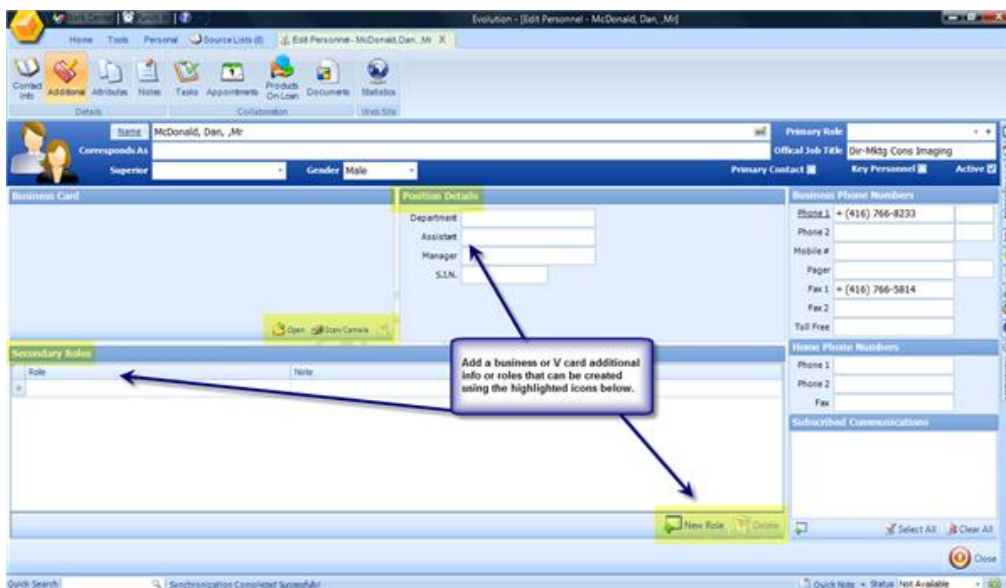 Evolution - [Edit Personnel - McDonald, Dan, ,Mr]
Home Tools Personal Source Lists (0) Edit Personnel - McDonald, Dan, ,Mr X
Contact Info Additional Attributes Notes Tasks Appointments Products On Loan Documents Statistics
Details Collaboration Web Site
Name McDonald, Dan, ,Mr Primary Role
Corresponds As Offical Job Title Dir-Mktg Cons Imaging
Superior Gender Male Primary Contact Key Personnel Active
Business Card Position Details Business Phone Numbers
Department Phone 1 + (416) 766-8233
Assistant Phone 2
Manager Mobile #
S.I.N. Pager
Fax 1 + (416) 766-5814
Open Scan/Camera Fax 2
Toll Free
Secondary Roles Home Phone Numbers
Role Note Phone 1
Phone 2
Fax
Add a business or V card additional
info or roles that can be created
using the highlighted icons below.
Subscribed Communications
New Role Delete Select All Clear All
Close
Quick Search Synchronization Completed Successfully! Quick Note Status Not Available